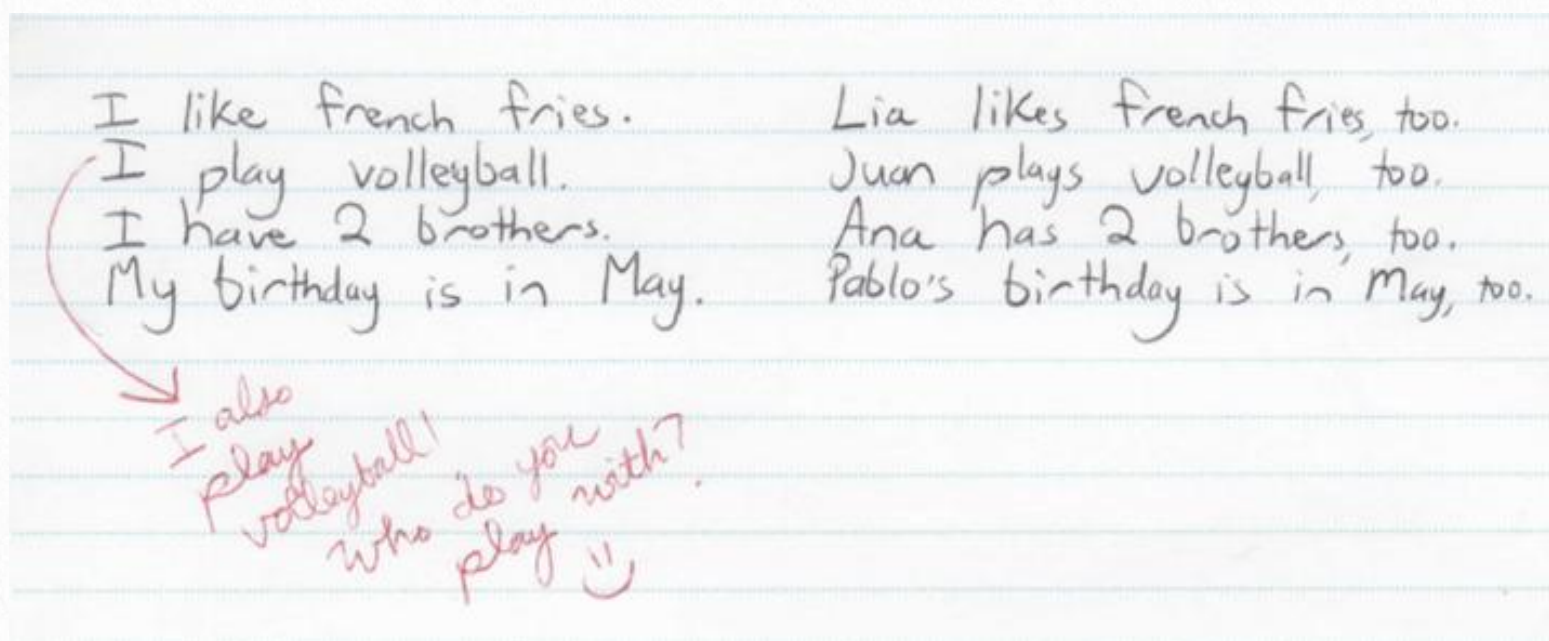 I like french fries.
I play volleyball.
I have 2 brothers.
My birthday is in May.
Lia likes french fries, too.
Juan plays volleyball, too.
Ana has 2 brothers, too.
Pablo's birthday is in May, too.
I also
play
volleyball!
who do you
play with?